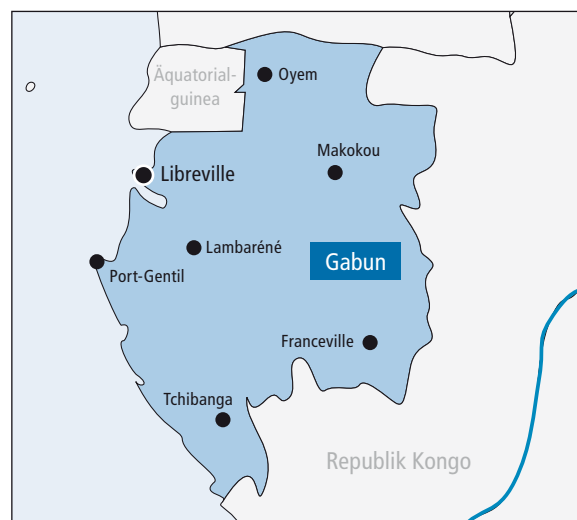 Äquatorial-
guinea
Oyem
Makokou
Libreville
Lambaréné
Gabun
Port-Gentil
Franceville
Tchibanga
Republik Kongo